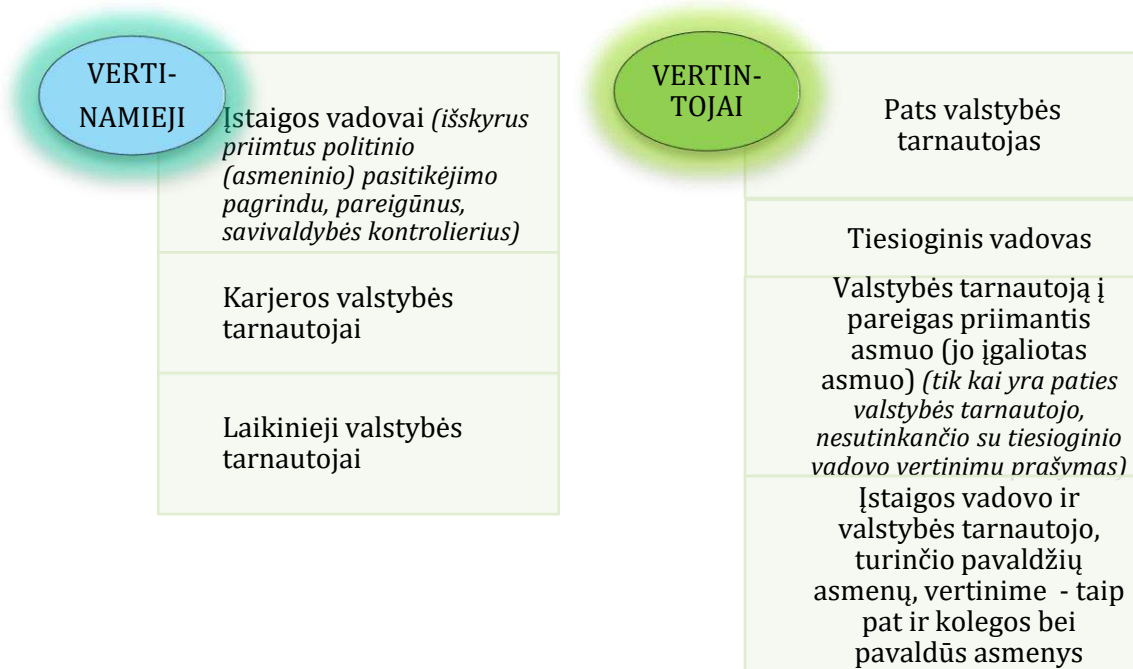 VERTI-
NAMIEJI
Įstaigos vadovai (išskyrus
priimtus politinio
(asmeninio) pasitikėjimo
pagrindu, pareigūnus,
savivaldybės kontrolierius)
Karjeros valstybės
tarnautojai
Laikinieji valstybės
tarnautojai
VERTIN-
TOJAI
Pats valstybės
tarnautojas
Tiesioginis vadovas
Valstybės tarnautoją į
pareigas priimantis
asmuo (jo įgaliotas
asmuo) (tik kai yra paties
valstybės tarnautojo,
nesutinkančio su tiesioginio
vadovo vertinimu prašymas)
Įstaigos vadovo ir
valstybės tarnautojo,
turinčio pavaldžių
asmenų, vertinime - taip
pat ir kolegos bei
pavaldūs asmenys